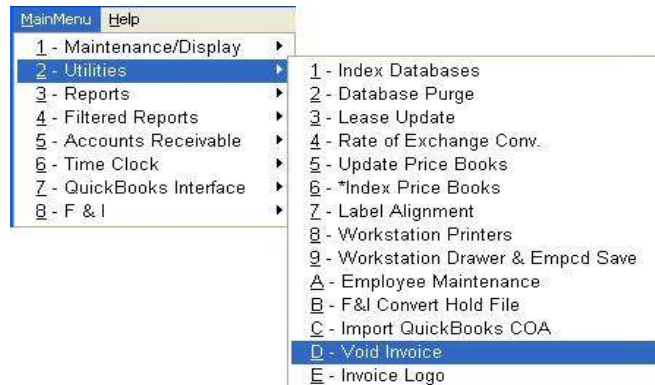 MainMenu Help
1 - Maintenance/Display
2 - Utilities
3 - Reports
4 - Filtered Reports
5 - Accounts Receivable
6 - Time Clock
7 - QuickBooks Interface
8 - F & I
1 - Index Databases
2 - Database Purge
3 - Lease Update
4 - Rate of Exchange Conv.
5 - Update Price Books
6 - *Index Price Books
7 - Label Alignment
8 - Workstation Printers
9 - Workstation Drawer & Empcd Save
A - Employee Maintenance
B - F&I Convert Hold File
C - Import QuickBooks COA
D - Void Invoice
E - Invoice Logo